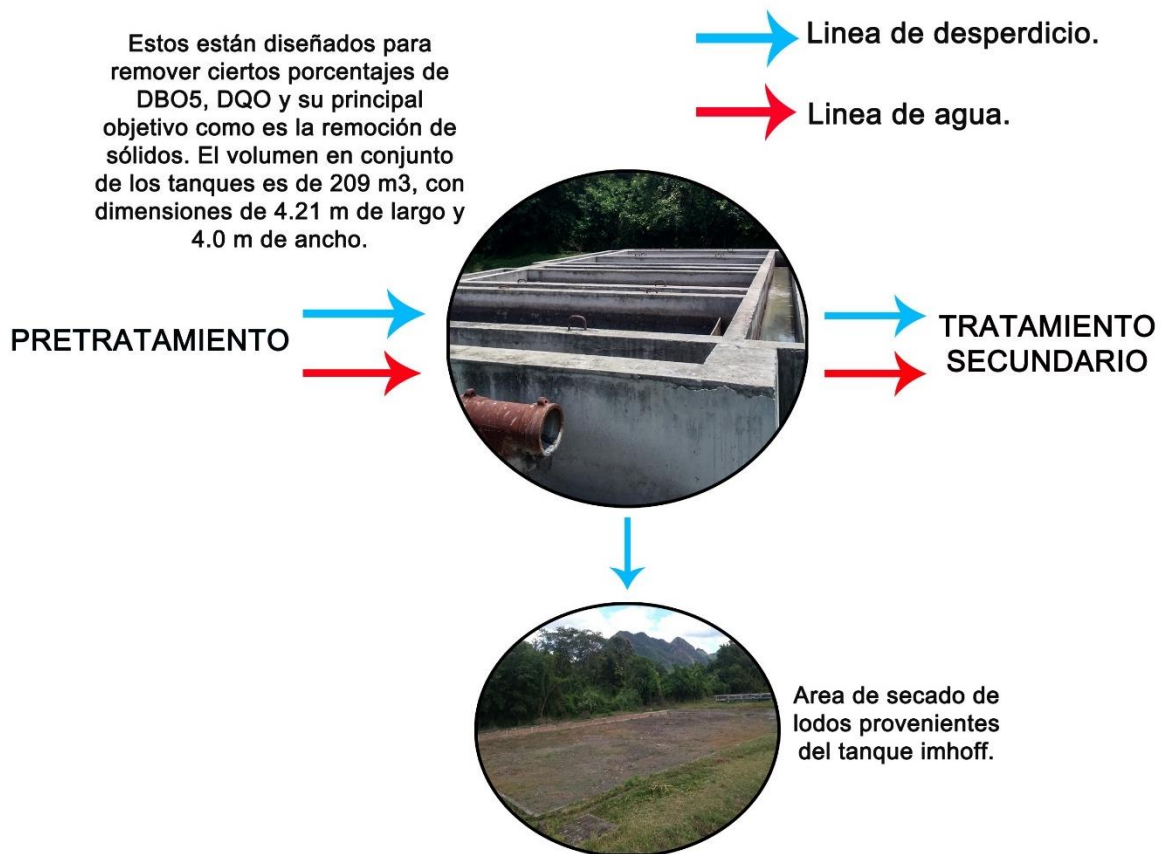 Estos están diseñados para
remover ciertos porcentajes de
DBO5, DQO y su principal
objetivo como es la remoción de
sólidos. El volumen en conjunto
de los tanques es de 209 m3, con
dimensiones de 4.21 m de largo y
4.0 m de ancho.
Linea de desperdicio.
Linea de agua.
PRETRATAMIENTO
TRATAMIENTO
SECUNDARIO
Area de secado de
lodos provenientes
del tanque imhoff.